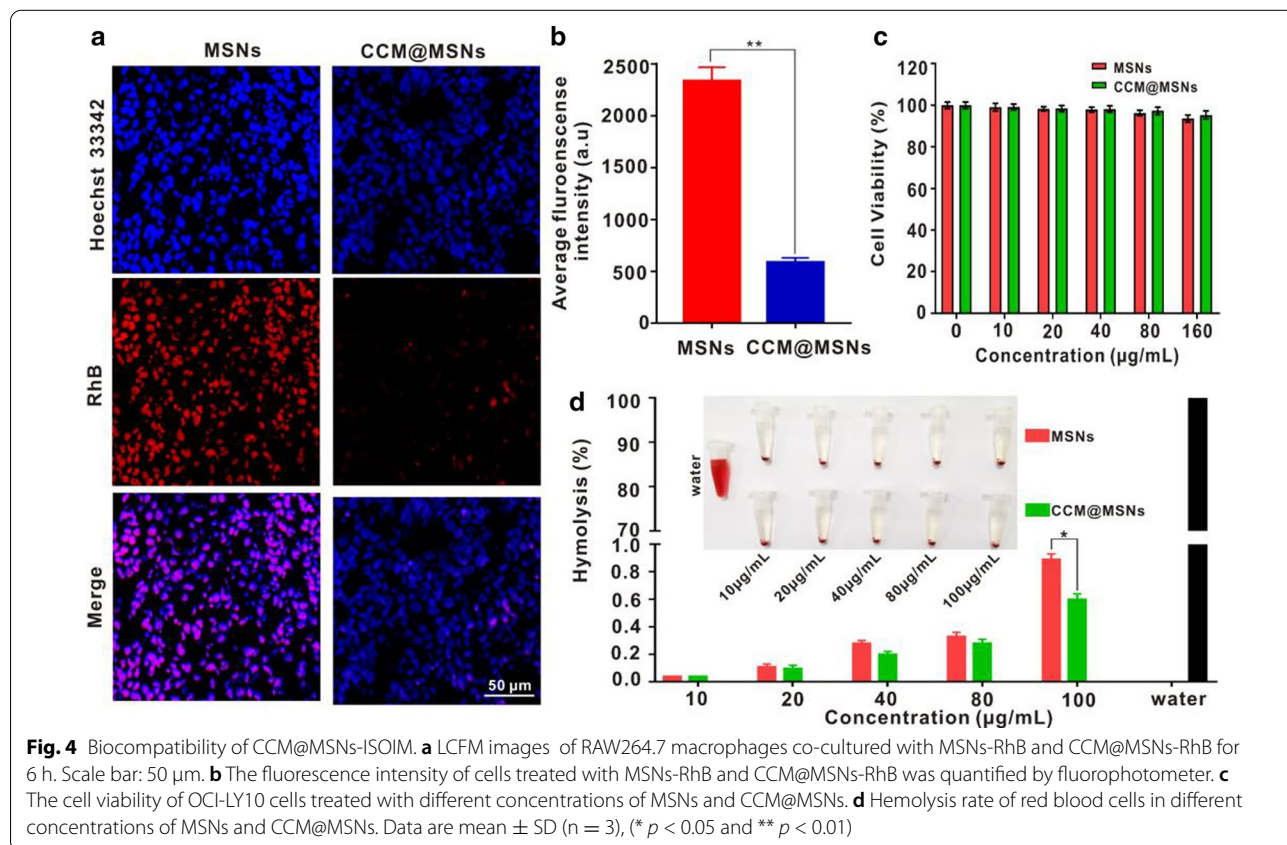 a
MSNs
CCM@MSNs
Hoechst 33342
RhB
Merge
50 μm
b
**
Average fluroenscense
intensity (a.u)
2500
2000
1500
1000
500
0
MSNs CCM@MSNs
c
MSNs
CCM@MSNs
Cell Viability (%)
120
100
80
60
40
20
0
0 10 20 40 80 160
Concentration (μg/mL)
d
Hymolysis (%)
100
90
80
70
1.0
0.8
0.6
0.4
0.2
0.0
water
10μg/mL
20μg/mL
40μg/mL
80μg/mL
100μg/mL
MSNs
CCM@MSNs
*
10 20 40 80 100 water
Concentration (μg/mL)
Fig. 4 Biocompatibility of CCM@MSNs-ISOIM. a LCFM images of RAW264.7 macrophages co-cultured with MSNs-RhB and CCM@MSNs-RhB for
6 h. Scale bar: 50 μm. b The fluorescence intensity of cells treated with MSNs-RhB and CCM@MSNs-RhB was quantified by fluorophotometer. c
The cell viability of OCI-LY10 cells treated with different concentrations of MSNs and CCM@MSNs. d Hemolysis rate of red blood cells in different
concentrations of MSNs and CCM@MSNs. Data are mean ± SD (n = 3), (* p < 0.05 and ** p < 0.01)